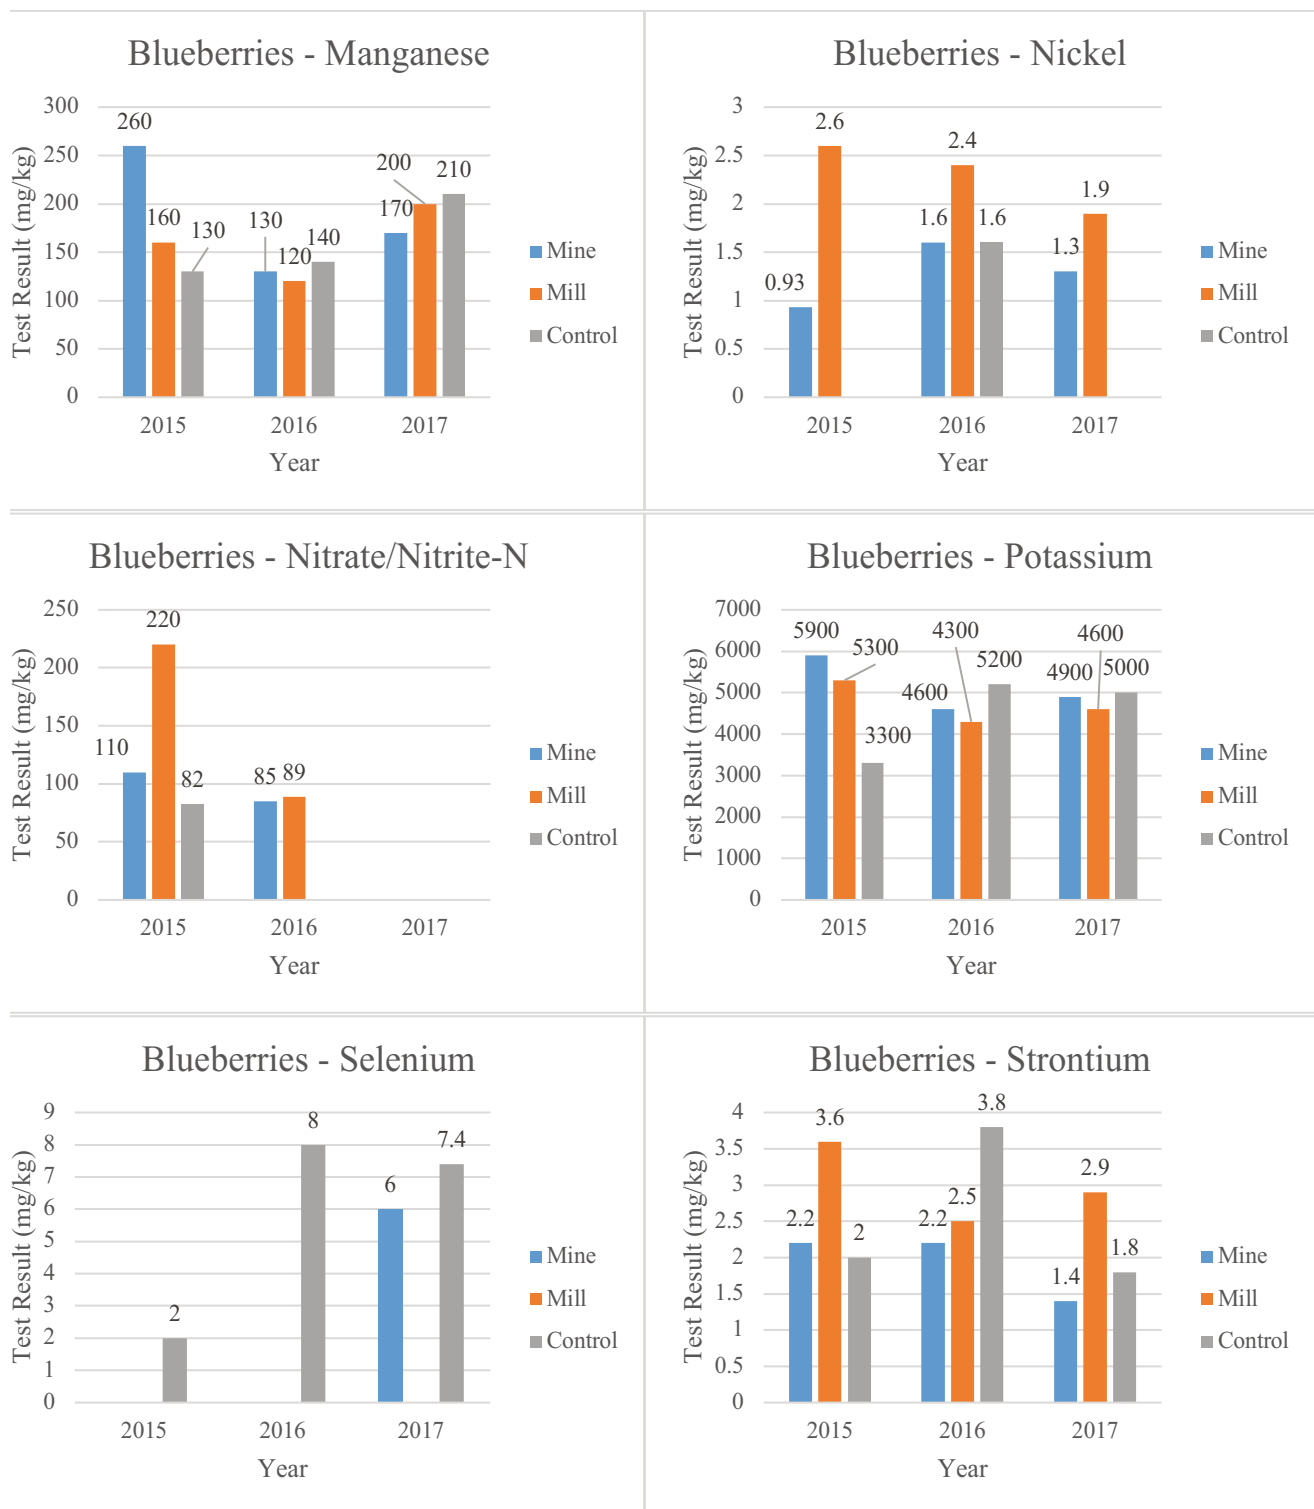 Blueberries - Manganese
Test Result (mg/kg)
300
250
200
150
100
50
0
260
160
130
130
120
140
170
200
210
2015 2016 2017
Year
Mine
Mill
Control
Blueberries - Nickel
Test Result (mg/kg)
3
2.5
2
1.5
1
0.5
0
0.93
2.6
1.6
2.4
1.6
1.3
1.9
2015 2016 2017
Year
Mine
Mill
Control
Blueberries - Nitrate/Nitrite-N
Test Result (mg/kg)
250
200
150
100
50
0
110
220
82
85
89
2015 2016 2017
Year
Mine
Mill
Control
Blueberries - Potassium
Test Result (mg/kg)
7000
6000
5000
4000
3000
2000
1000
0
5900
5300
3300
4600
4300
5200
4900
4600
5000
2015 2016 2017
Year
Mine
Mill
Control
Blueberries - Selenium
Test Result (mg/kg)
9
8
7
6
5
4
3
2
1
0
2
8
6
7.4
2015 2016 2017
Year
Mine
Mill
Control
Blueberries - Strontium
Test Result (mg/kg)
4
3.5
3
2.5
2
1.5
1
0.5
0
2.2
3.6
2
2.2
2.5
3.8
1.4
2.9
1.8
2015 2016 2017
Year
Mine
Mill
Control